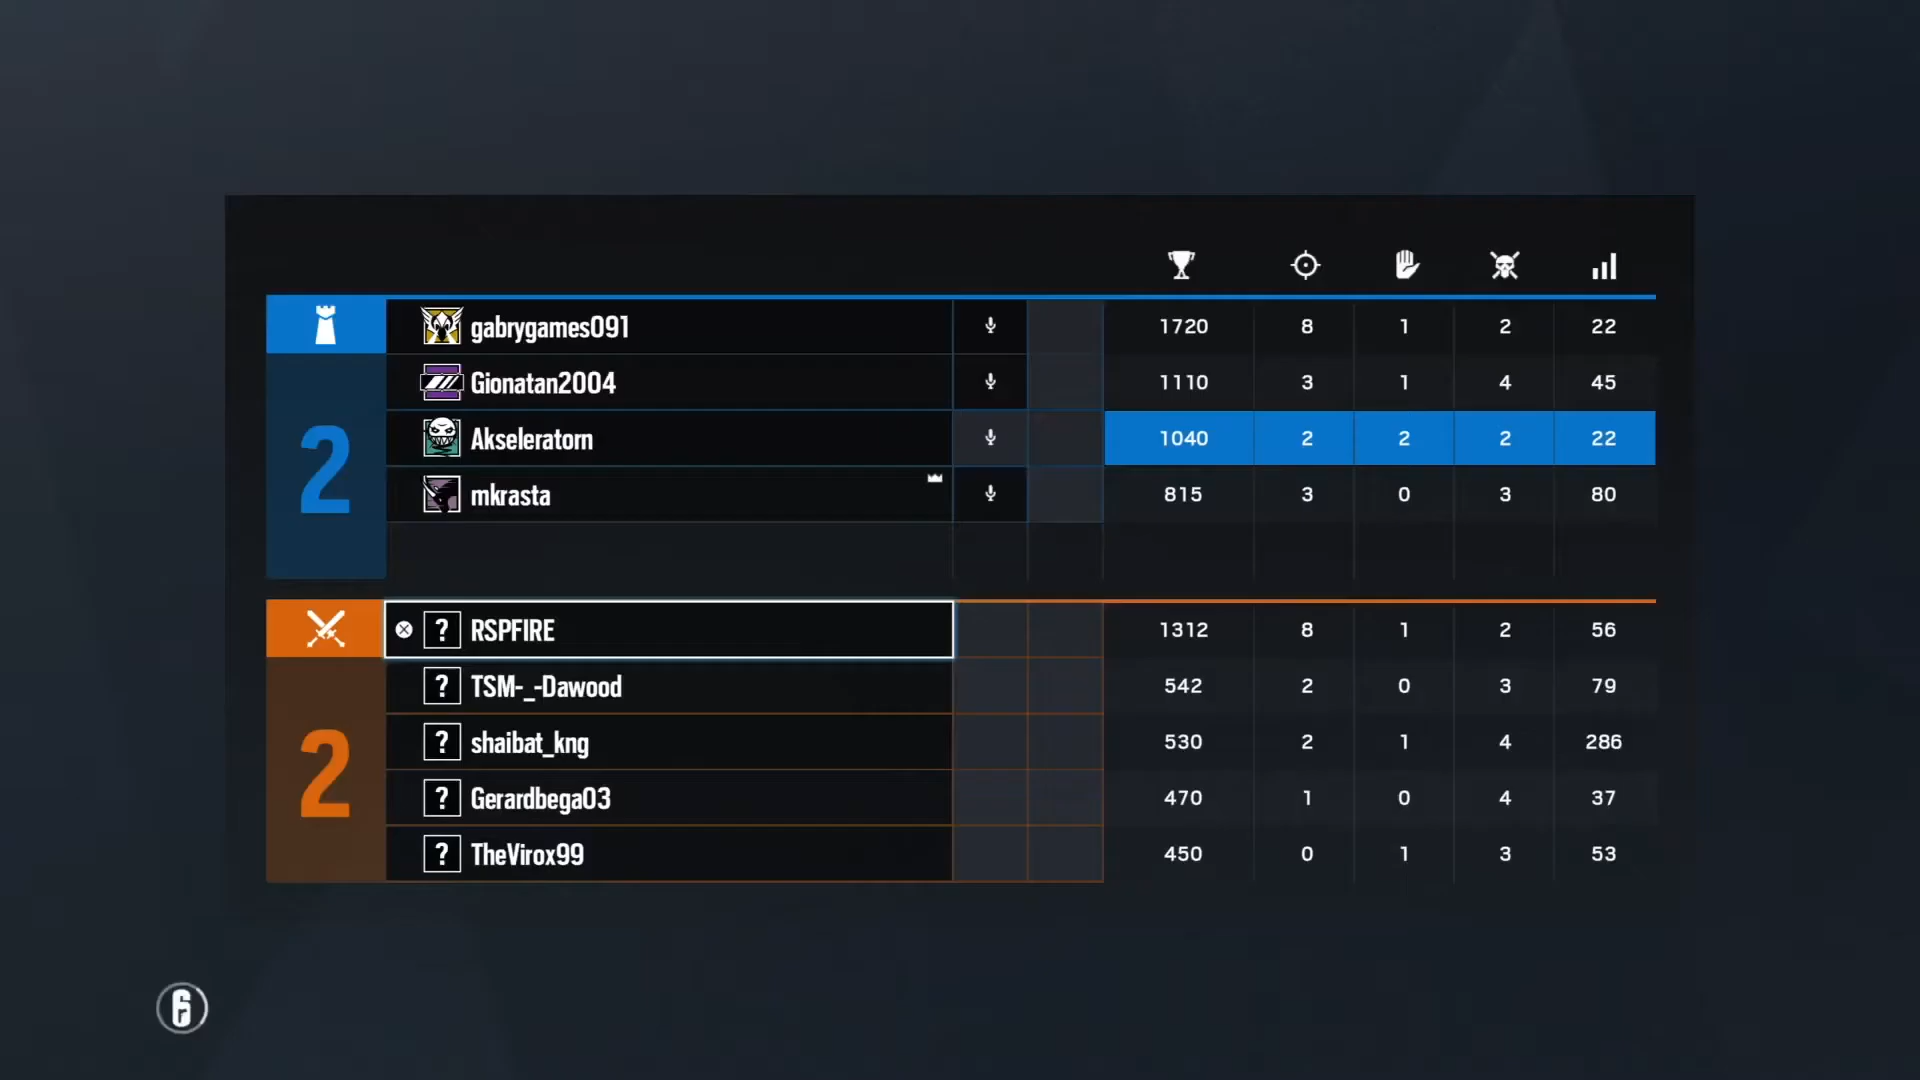 gabrygames091 1720 8 1 2 22
Gionatan2004 1110 3 1 4 45
2
Akseleratorn 1040 2 2 2 22
mkrasta 815 3 0 3 80
? RSPFIRE 1312 8 1 2 56
? TSM-_-Dawood 542 2 0 3 79
2
? shaibat_kng 530 2 1 4 286
? Gerardbega03 470 1 0 4 37
? TheVirox99 450 0 1 3 53
6